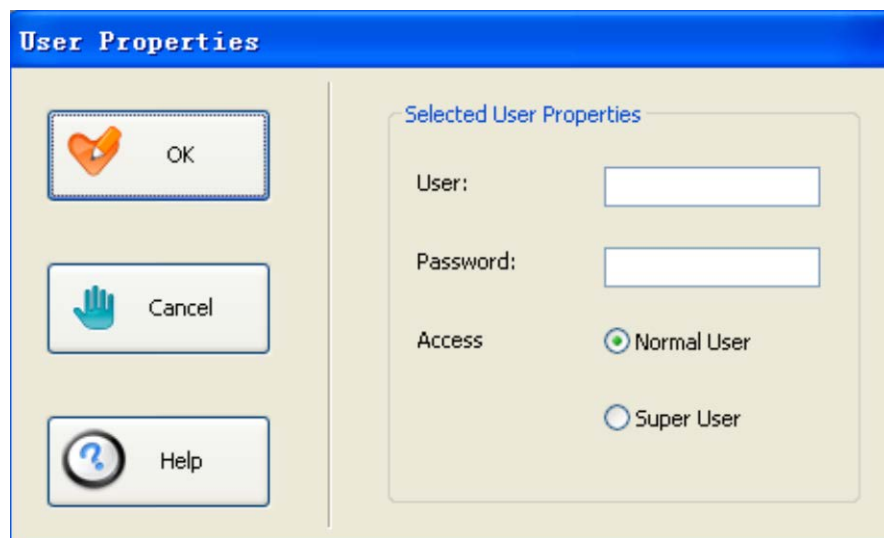 User Properties
OK
Cancel
Help
Selected User Properties
User:
Password:
Access
Normal User
Super User